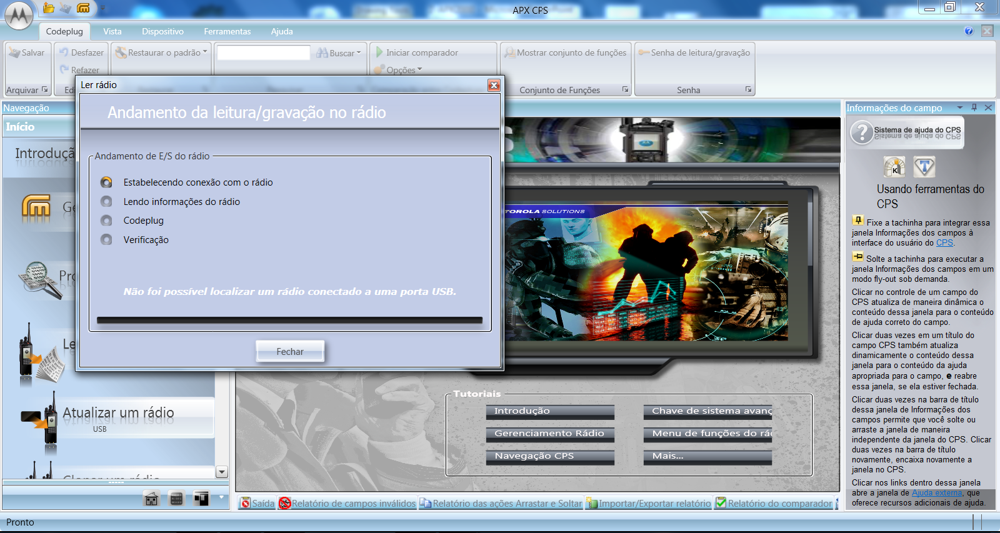 APX CPS
Codeplug
Vista
Dispositivo
Ferramentas
Ajuda
Salvar
Desfazer
Restaurar o padrão
Buscar
Iniciar comparador
Mostrar conjunto de funções
Senha de leitura/gravação
Refazer
Opções
Arquivar
Edi
Conjunto de Funções
Senha
Navegação
Início
Introduçã
Ge
Pro
Le
Atualizar um rádio
USB
Clonar um rádio
Ler rádio
Andamento da leitura/gravação no rádio
Andamento de E/S do rádio
Estabelecendo conexão com o rádio
Lendo informações do rádio
Codeplug
Verificação
Não foi possível localizar um rádio conectado a uma porta USB.
Fechar
S
TOROLA SOLUTIONS
Tutoriais
Introdução
Chave de sistema avanç
Gerenciamento Rádio
Menu de funções do rád
Navegação CPS
Mais...
Saída
Relatório de campos inválidos
Relatório das ações Arrastar e Soltar
Importar/Exportar relatório
Relatório do comparador
Informações do campo
Sistema de ajuda do CPS
K
T
Usando ferramentas do
CPS
Fixe a tachinha para integrar essa
janela Informações dos campos à
interface do usuário do CPS.
Solte a tachinha para executar a
janela Informações dos campos em um
modo fly-out sob demanda.
Clicar no controle de um campo do
CPS atualiza de maneira dinâmica o
conteúdo dessa janela para o conteúdo
de ajuda correto do campo.
Clicar duas vezes em um título do
campo CPS também atualiza
dinamicamente o conteúdo dessa
janela para o conteúdo da ajuda
apropriada para o campo, e reabre
essa janela, se ela estiver fechada.
Clicar duas vezes na barra de título
dessa janela de Informações dos
campos permite que você solte ou
arraste a janela de maneira
independente da janela do CPS. Clicar
duas vezes na barra de título
novamente, encaixa novamente a
janela no CPS.
Clicar nos links dentro dessa janela
abre a janela de Ajuda externa, que
oferece recursos adicionais de ajuda.
Pronto